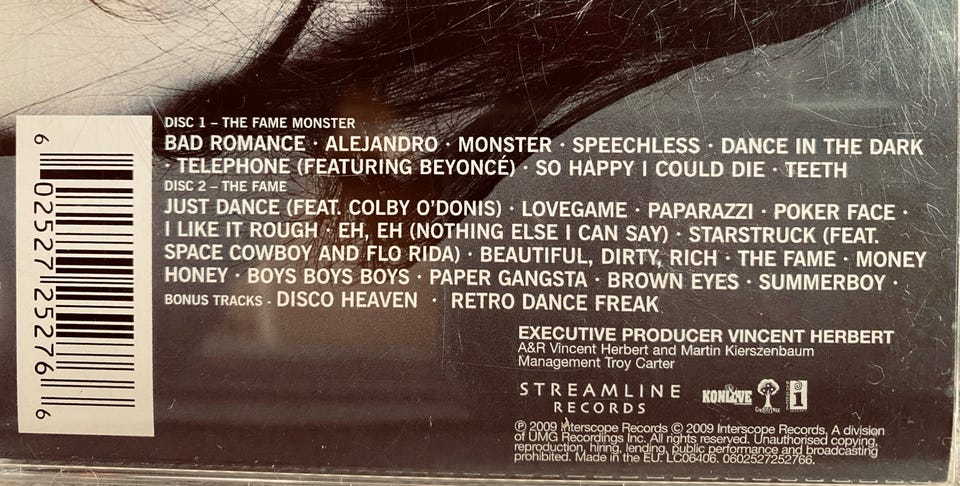 DISC 1 – THE FAME MONSTER
BAD ROMANCE · ALEJANDRO · MONSTER · SPEECHLESS · DANCE IN THE DARK
· TELEPHONE (FEATURING BEYONCÉ) · SO HAPPY I COULD DIE · TEETH
DISC 2 – THE FAME
JUST DANCE (FEAT. COLBY O'DONIS) · LOVEGAME · PAPARAZZI · POKER FACE ·
I LIKE IT ROUGH · EH, EH (NOTHING ELSE I CAN SAY) · STARSTRUCK (FEAT.
SPACE COWBOY AND FLO RIDA) · BEAUTIFUL, DIRTY, RICH · THE FAME · MONEY
HONEY · BOYS BOYS BOYS · PAPER GANGSTA · BROWN EYES · SUMMERBOY ·
BONUS TRACKS - DISCO HEAVEN · RETRO DANCE FREAK
6 02527 25276 6
EXECUTIVE PRODUCER VINCENT HERBERT
A&R Vincent Herbert and Martin Kierszenbaum
Management Troy Carter
STREAMLINE
RECORDS
KONLIVE
℗ 2009 Interscope Records © 2009 Interscope Records, A division
of UMG Recordings Inc. All rights reserved. Unauthorised copying,
reproduction, hiring, lending, public performance and broadcasting
prohibited. Made in the EU. LC06406. 0602527252766.